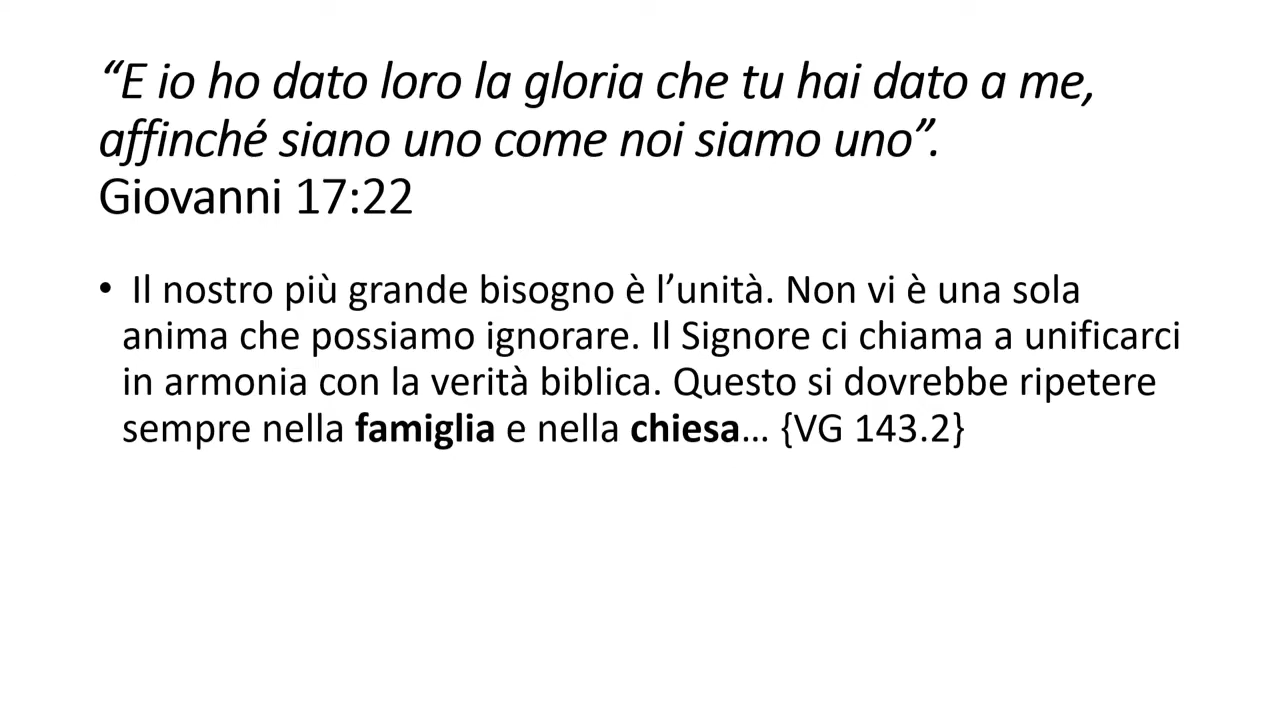 “E io ho dato loro la gloria che tu hai dato a me,
affinché siano uno come noi siamo uno”.
Giovanni 17:22
• Il nostro più grande bisogno è l’unità. Non vi è una sola
anima che possiamo ignorare. Il Signore ci chiama a unificarci
in armonia con la verità biblica. Questo si dovrebbe ripetere
sempre nella famiglia e nella chiesa… {VG 143.2}